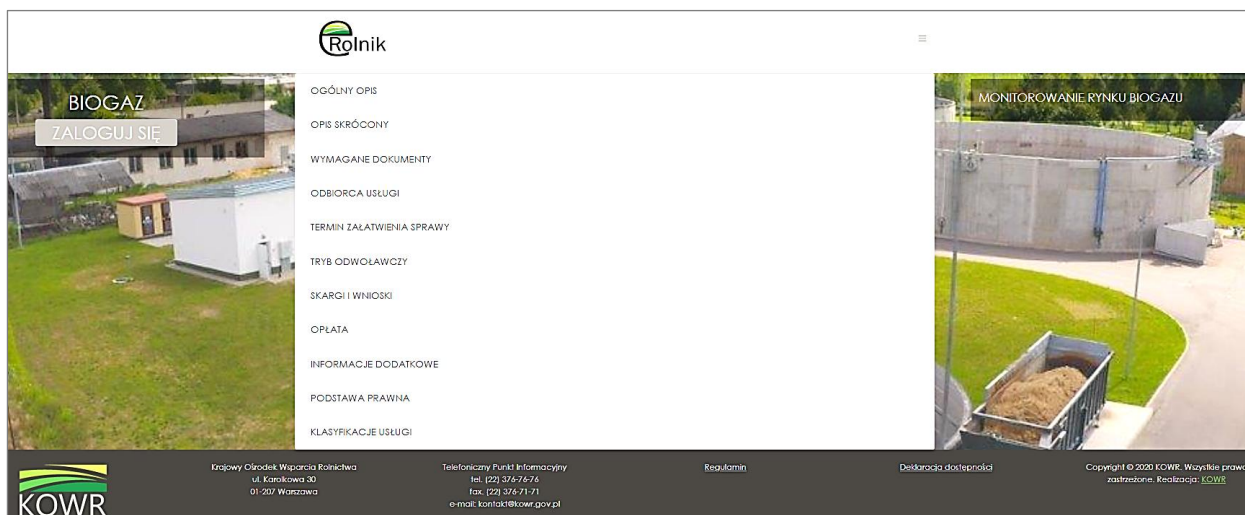 eRolnik
BIOGAZ
ZALOGUJ SIĘ
MONITOROWANIE RYNKU BIOGAZU
OGÓLNY OPIS
OPIS SKRÓCONY
WYMAGANE DOKUMENTY
ODBIORCA USŁUGI
TERMIN ZAŁATWIENIA SPRAWY
TRYB ODWOŁAWCZY
SKARGI I WNIOSKI
OPŁATA
INFORMACJE DODATKOWE
PODSTAWA PRAWNA
KLASYFIKACJE USŁUGI
KOWR
Krajowy Ośrodek Wsparcia Rolnictwa
ul. Karolkowa 30
01-207 Warszawa
Telefoniczny Punkt Informacyjny
tel. (22) 376-76-76
fax. (22) 376-71-71
e-mail: kontakt@kowr.gov.pl
Regulamin
Deklaracja dostępności
Copyright © 2020 KOWR. Wszystkie prawa
zastrzeżone. Realizacja: KOWR